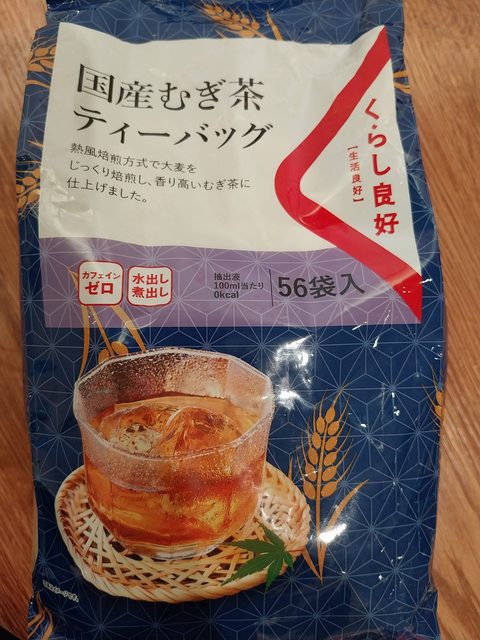 国産むぎ茶
ティーバッグ
熱風焙煎方式で大麦を
じっくり焙煎し、香り高いむぎ茶に
仕上げました。
くらし良好
【生活良好】
カフェイン
ゼロ
水出し
煮出し
抽出液
100ml当たり
0kcal
56袋入